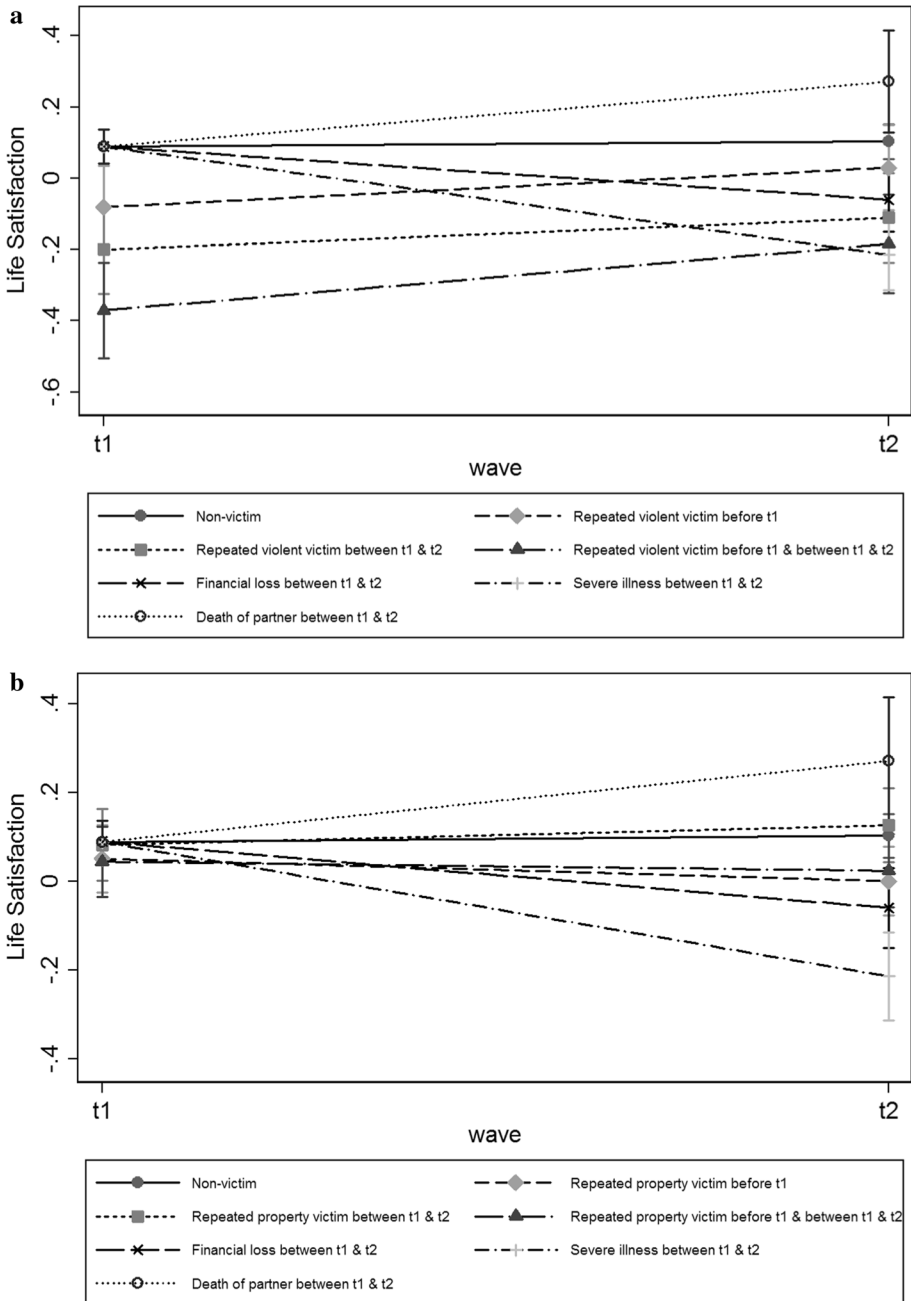 a
Life Satisfaction
.4
.2
0
-.2
-.4
-.6
t1
t2
wave
Non-victim
Repeated violent victim before t1
Repeated violent victim between t1 & t2
Repeated violent victim before t1 & between t1 & t2
Financial loss between t1 & t2
Severe illness between t1 & t2
Death of partner between t1 & t2
b
Life Satisfaction
.4
.2
0
-.2
-.4
t1
t2
wave
Non-victim
Repeated property victim before t1
Repeated property victim between t1 & t2
Repeated property victim before t1 & between t1 & t2
Financial loss between t1 & t2
Severe illness between t1 & t2
Death of partner between t1 & t2